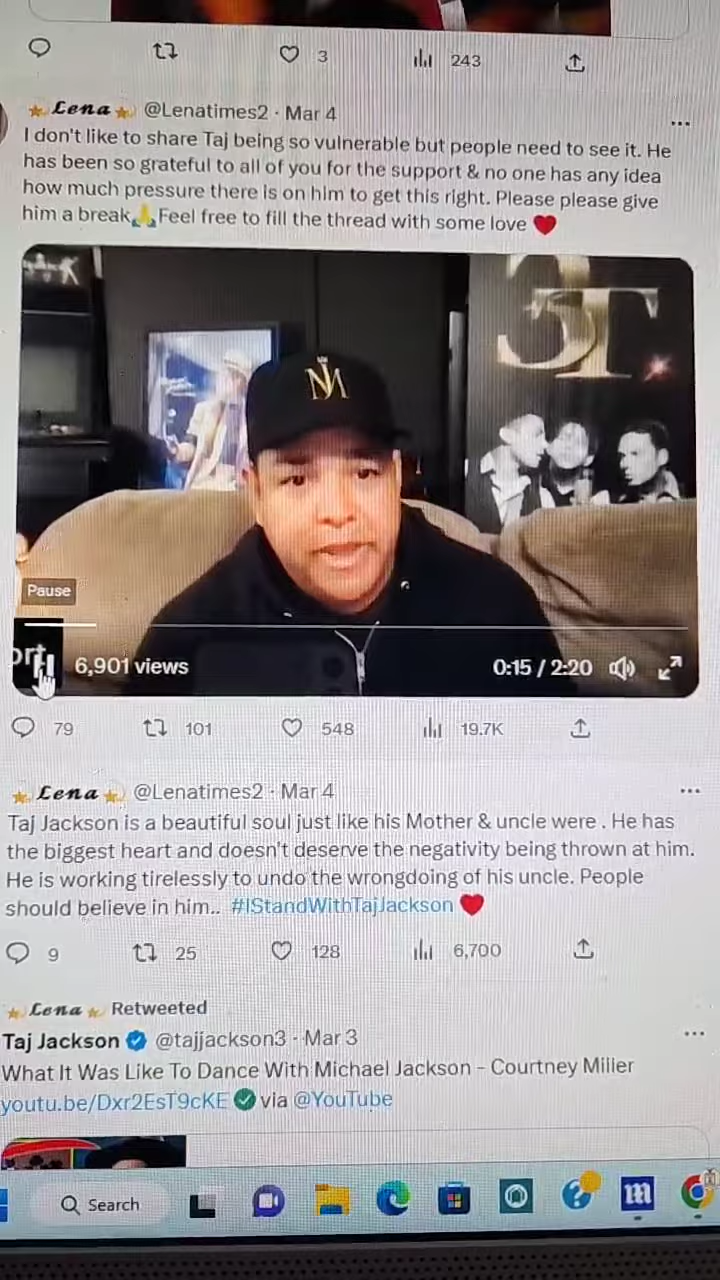 3
243
Lena @Lenatimes2 · Mar 4
I don't like to share Taj being so vulnerable but people need to see it. He
has been so grateful to all of you for the support & no one has any idea
how much pressure there is on him to get this right. Please please give
him a break🙏Feel free to fill the thread with some love ❤️
3T
MJ
Pause
ort
6,901 views
0:15 / 2:20
79
101
548
19.7K
Lena @Lenatimes2 · Mar 4
Taj Jackson is a beautiful soul just like his Mother & uncle were . He has
the biggest heart and doesn't deserve the negativity being thrown at him.
He is working tirelessly to undo the wrongdoing of his uncle. People
should believe in him.. #IStandWithTajJackson ❤️
9
25
128
6,700
Lena Retweeted
Taj Jackson @tajjackson3 · Mar 3
What It Was Like To Dance With Michael Jackson - Courtney Miller
youtu.be/Dxr2EsT9cKE via @YouTube
Search
m